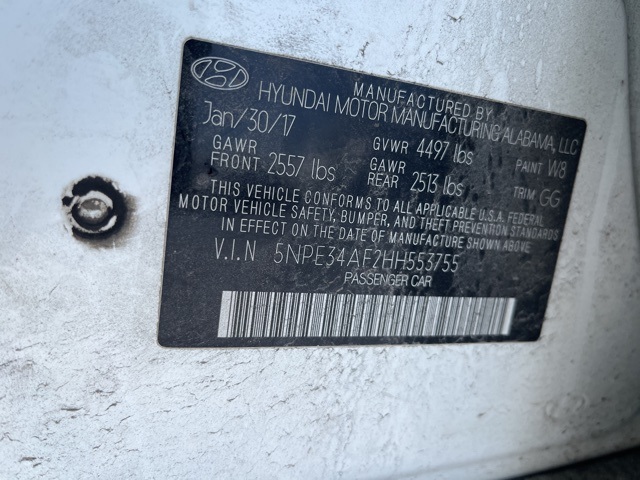 MANUFACTURED BY
HYUNDAI MOTOR MANUFACTURING ALABAMA, LLC
Jan/30/17
GVWR 4497 lbs PAINT W8
GAWR FRONT 2557 lbs
GAWR REAR 2513 lbs TRIM GG
THIS VEHICLE CONFORMS TO ALL APPLICABLE U.S.A. FEDERAL
MOTOR VEHICLE SAFETY, BUMPER, AND THEFT PREVENTION STANDARDS
IN EFFECT ON THE DATE OF MANUFACTURE SHOWN ABOVE.
V.I.N 5NPE34AF2HH553755
PASSENGER CAR